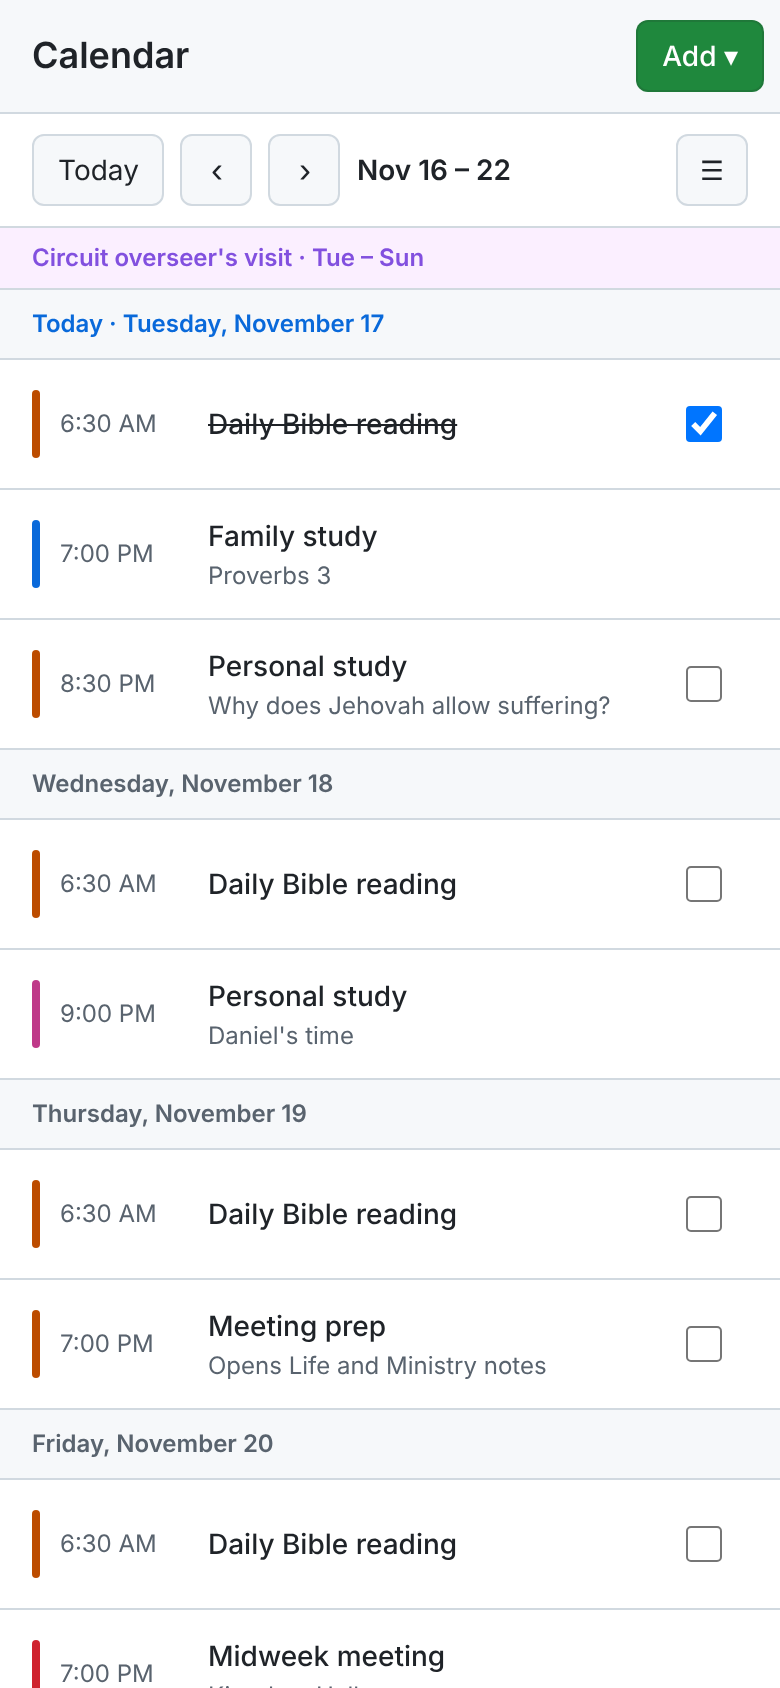 Calendar
Add ▾
Today ‹ › Nov 16 – 22 ☰
Circuit overseer's visit · Tue – Sun
Today · Tuesday, November 17
6:30 AM Daily Bible reading
7:00 PM Family study
Proverbs 3
8:30 PM Personal study
Why does Jehovah allow suffering?
Wednesday, November 18
6:30 AM Daily Bible reading
9:00 PM Personal study
Daniel's time
Thursday, November 19
6:30 AM Daily Bible reading
7:00 PM Meeting prep
Opens Life and Ministry notes
Friday, November 20
6:30 AM Daily Bible reading
7:00 PM Midweek meeting